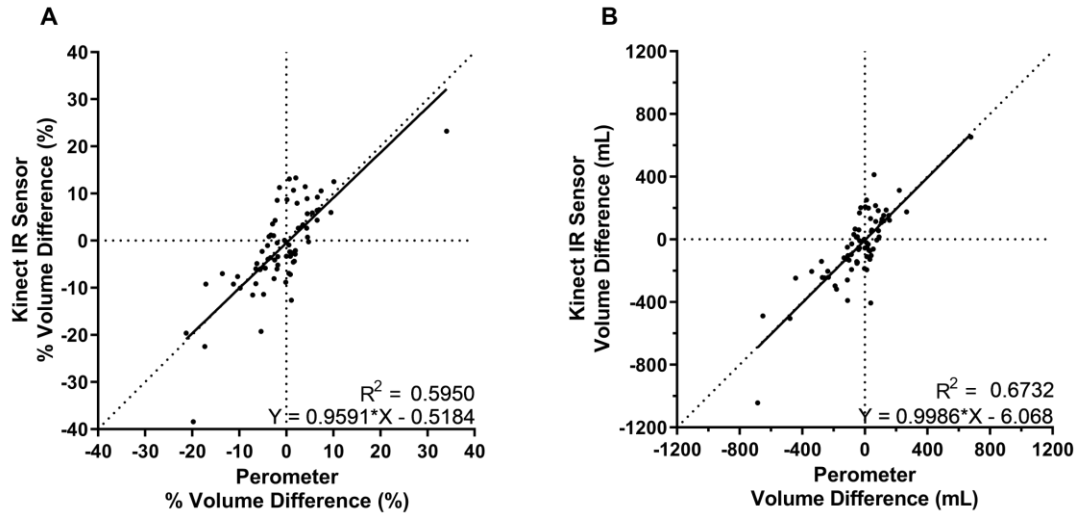 A
Kinect IR Sensor
% Volume Difference (%)
40
30
20
10
0
-10
-20
-30
-40
R2 = 0.5950
Y = 0.9591*X - 0.5184
-40 -30 -20 -10 0 10 20 30 40
Perometer
% Volume Difference (%)
B
Kinect IR Sensor
Volume Difference (mL)
1200
800
400
0
-400
-800
-1200
R2 = 0.6732
Y = 0.9986*X - 6.068
-1200 -800 -400 0 400 800 1200
Perometer
Volume Difference (mL)